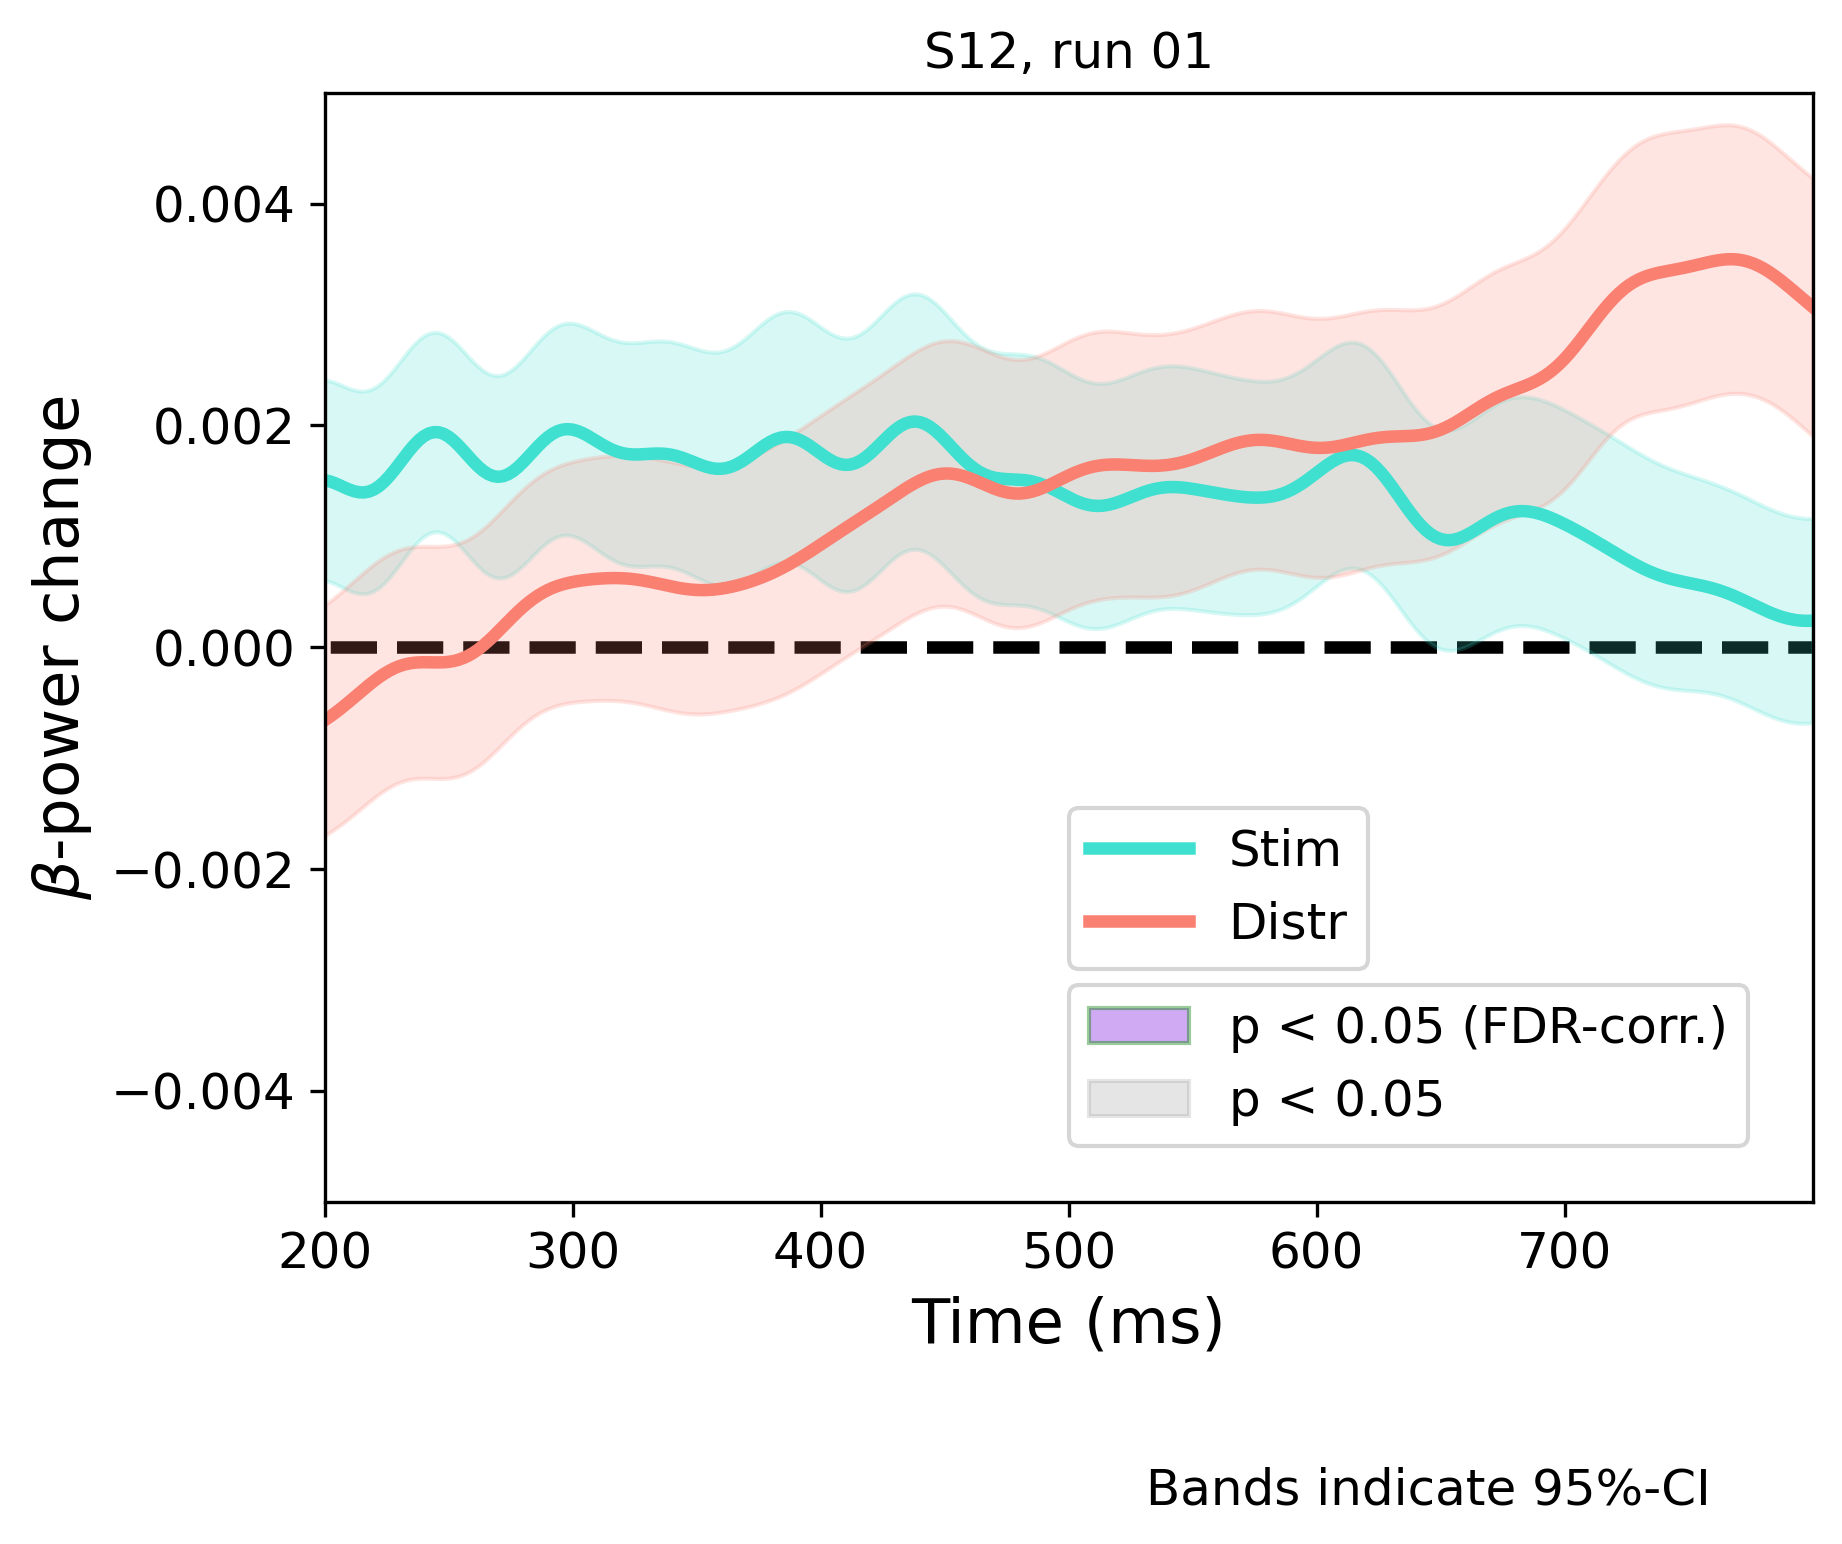 S12, run 01
β-power change
0.004
0.002
0.000
−0.002
−0.004
Stim
Distr
p < 0.05 (FDR-corr.)
p < 0.05
200 300 400 500 600 700
Time (ms)
Bands indicate 95%-CI